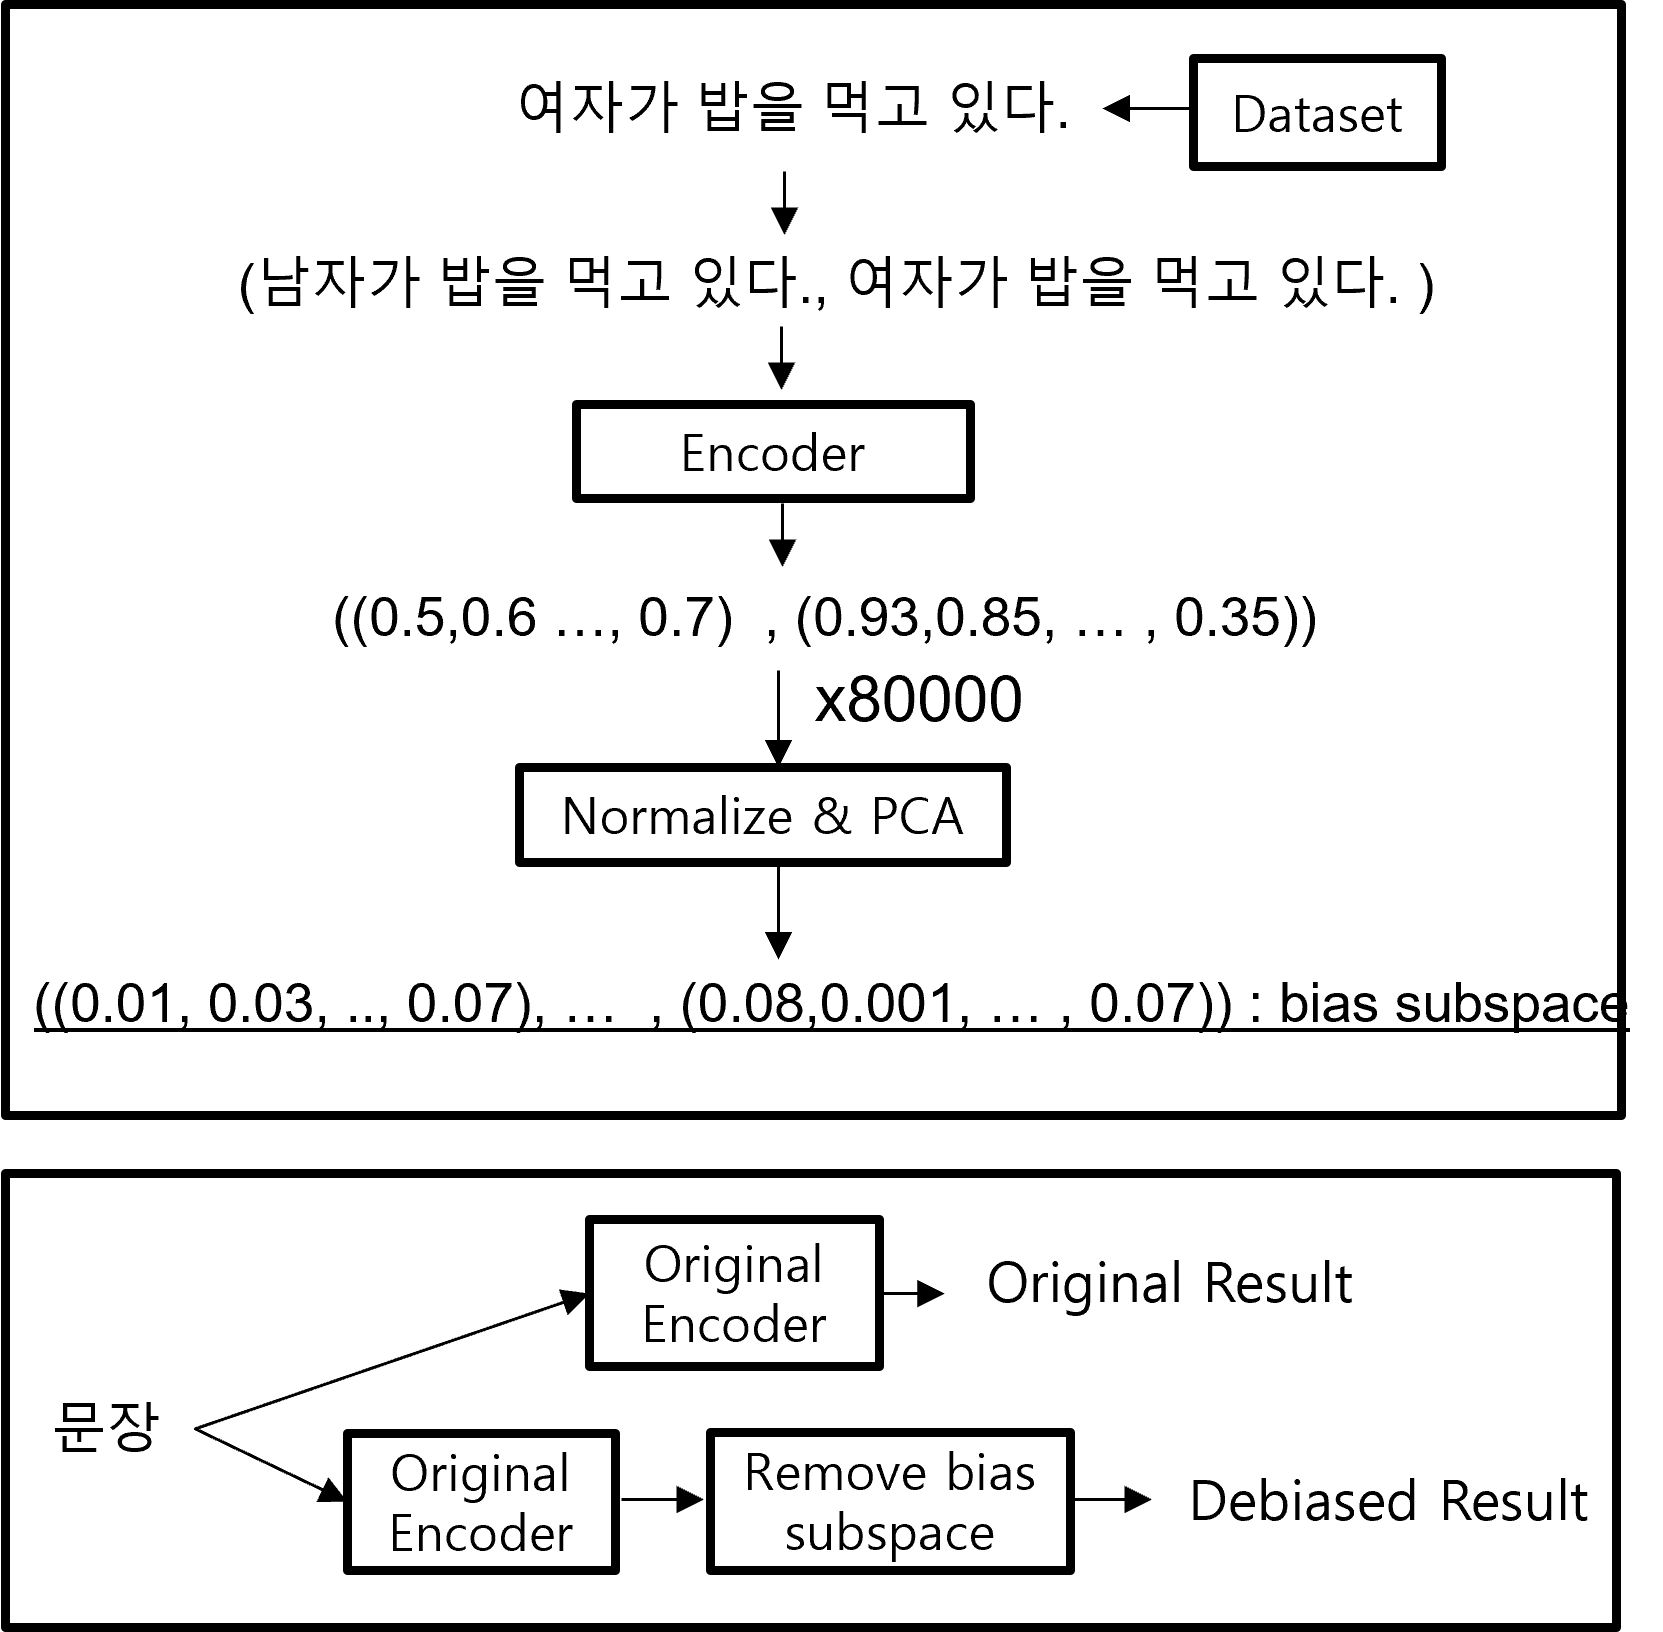 여자가 밥을 먹고 있다.
Dataset
(남자가 밥을 먹고 있다., 여자가 밥을 먹고 있다. )
Encoder
((0.5,0.6 …, 0.7)  , (0.93,0.85, … , 0.35))
x80000
Normalize & PCA
((0.01, 0.03, .., 0.07), …  , (0.08,0.001, … , 0.07)) : bias subspace
Original
Encoder
Original Result
문장
Original
Encoder
Remove bias
subspace
Debiased Result